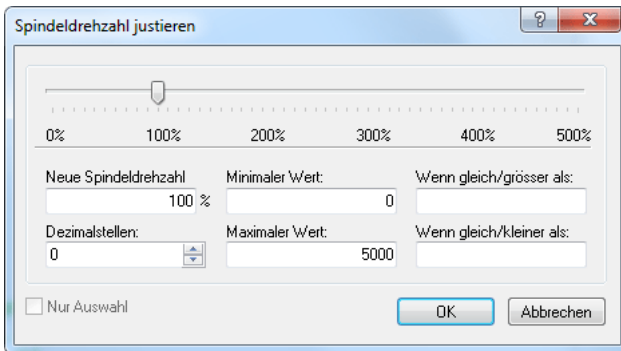 Spindeldrehzahl justieren
0% 100% 200% 300% 400% 500%
Neue Spindeldrehzahl Minimaler Wert: Wenn gleich/grösser als:
100 % 0
Dezimalstellen: Maximaler Wert: Wenn gleich/kleiner als:
0 5000
Nur Auswahl OK Abbrechen